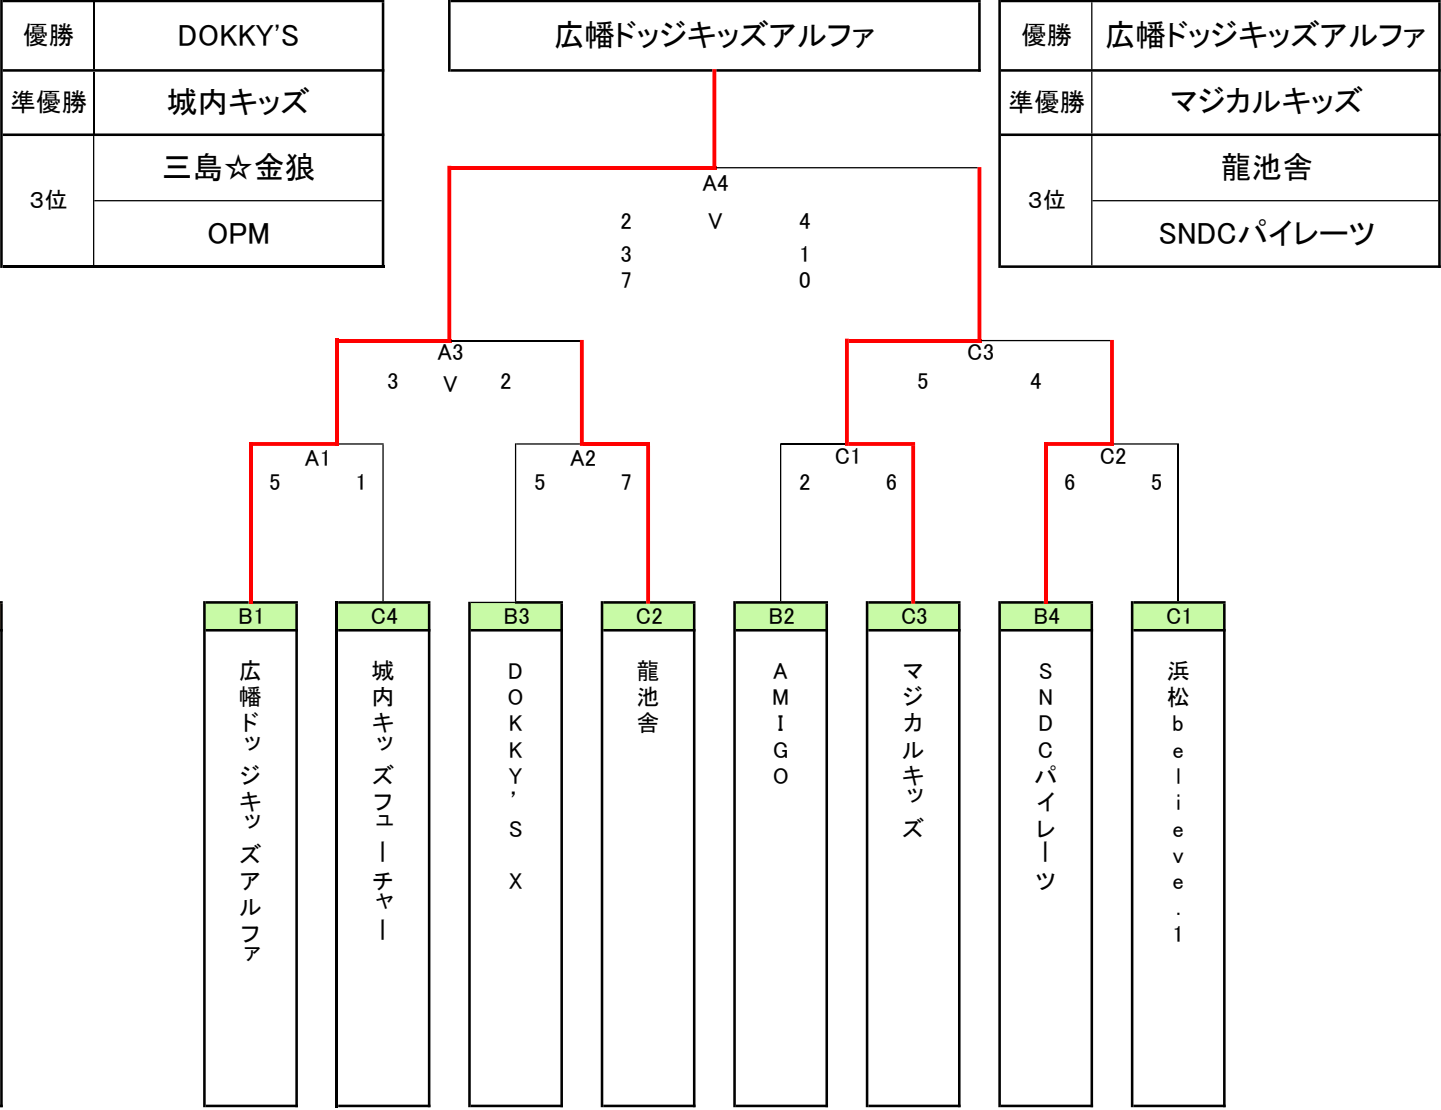 優勝 DOKKY'S
準優勝 城内キッズ
3位 三島☆金狼
OPM
広幡ドッジキッズアルファ
優勝 広幡ドッジキッズアルファ
準優勝 マジカルキッズ
3位 龍池舎
SNDCパイレーツ
A4
2 V 4
3 1
7 0
A3
3 V 2
C3
5 4
A1
5 1
A2
5 7
C1
2 6
C2
6 5
B1 C4 B3 C2 B2 C3 B4 C1
広幡ドッジキッズアルファ
城内キッズフューチャー
DOKKY'S X
龍池舎
AMIGO
マジカルキッズ
SNDCパイレーツ
浜松believe.1